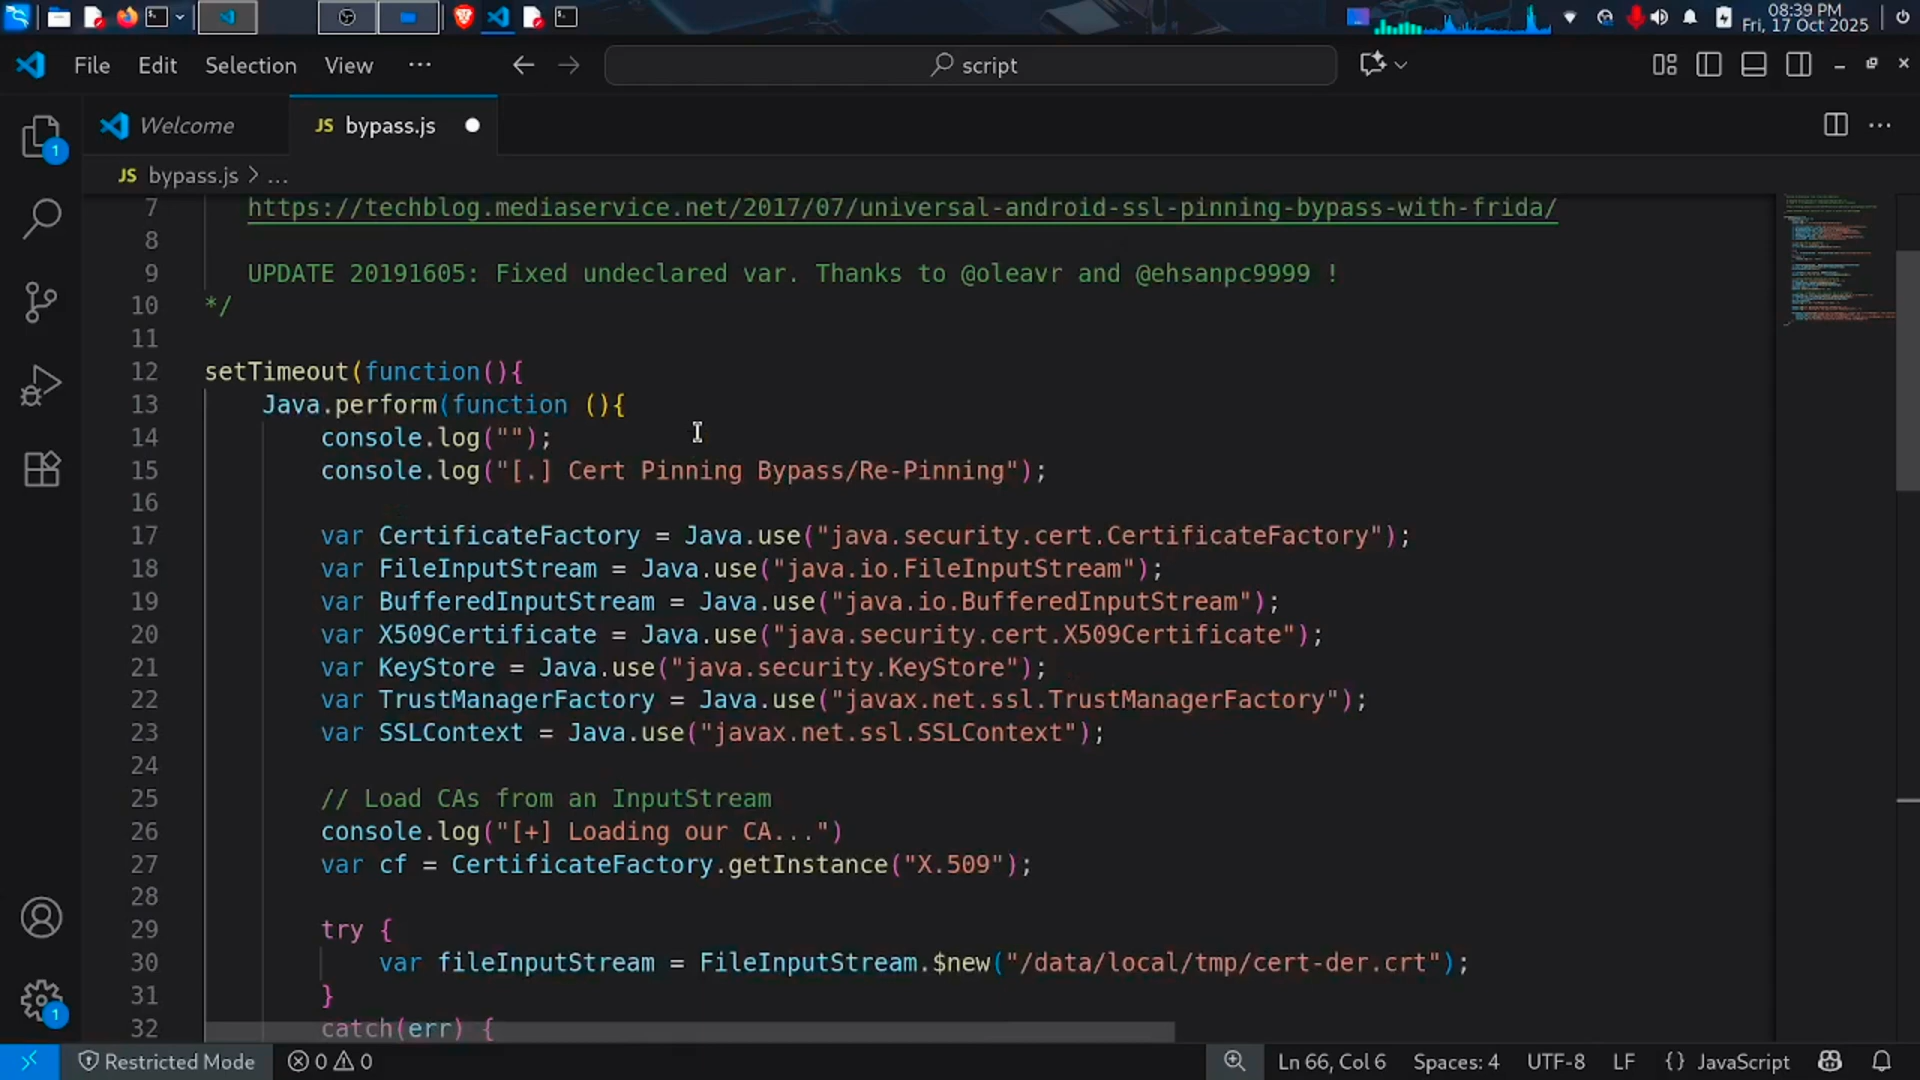 08:39 PM
Fri, 17 Oct 2025
File Edit Selection View ···
script
Welcome
JS bypass.js
JS bypass.js > ...
7 https://techblog.mediaservice.net/2017/07/universal-android-ssl-pinning-bypass-with-frida/
8
9 UPDATE 20191605: Fixed undeclared var. Thanks to @oleavr and @ehsanpc9999 !
10 */
11
12 setTimeout(function(){
13 Java.perform(function (){
14 console.log("");
15 console.log("[.] Cert Pinning Bypass/Re-Pinning");
16
17 var CertificateFactory = Java.use("java.security.cert.CertificateFactory");
18 var FileInputStream = Java.use("java.io.FileInputStream");
19 var BufferedInputStream = Java.use("java.io.BufferedInputStream");
20 var X509Certificate = Java.use("java.security.cert.X509Certificate");
21 var KeyStore = Java.use("java.security.KeyStore");
22 var TrustManagerFactory = Java.use("javax.net.ssl.TrustManagerFactory");
23 var SSLContext = Java.use("javax.net.ssl.SSLContext");
24
25 // Load CAs from an InputStream
26 console.log("[+] Loading our CA...")
27 var cf = CertificateFactory.getInstance("X.509");
28
29 try {
30 var fileInputStream = FileInputStream.$new("/data/local/tmp/cert-der.crt");
31 }
32 catch(err) {
1
1
Restricted Mode 0 0 Ln 66, Col 6 Spaces: 4 UTF-8 LF {} JavaScript